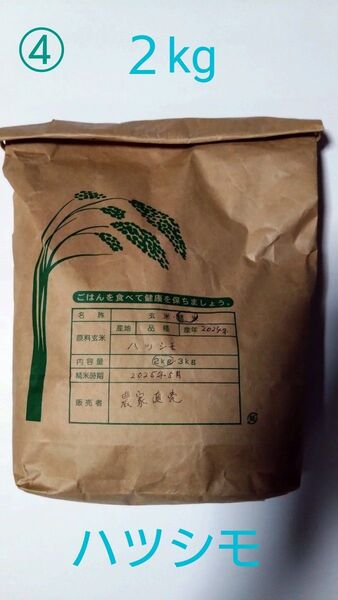 ④ 2kg
ごはんを食べて健康を保ちましょう。
名称 玄米・精米
原料玄米 産地 品種 産年 2024年
ハツシモ
内容量 2kg 3kg
精米時期 2025年.5月
販売者 農家直売
ハツシモ